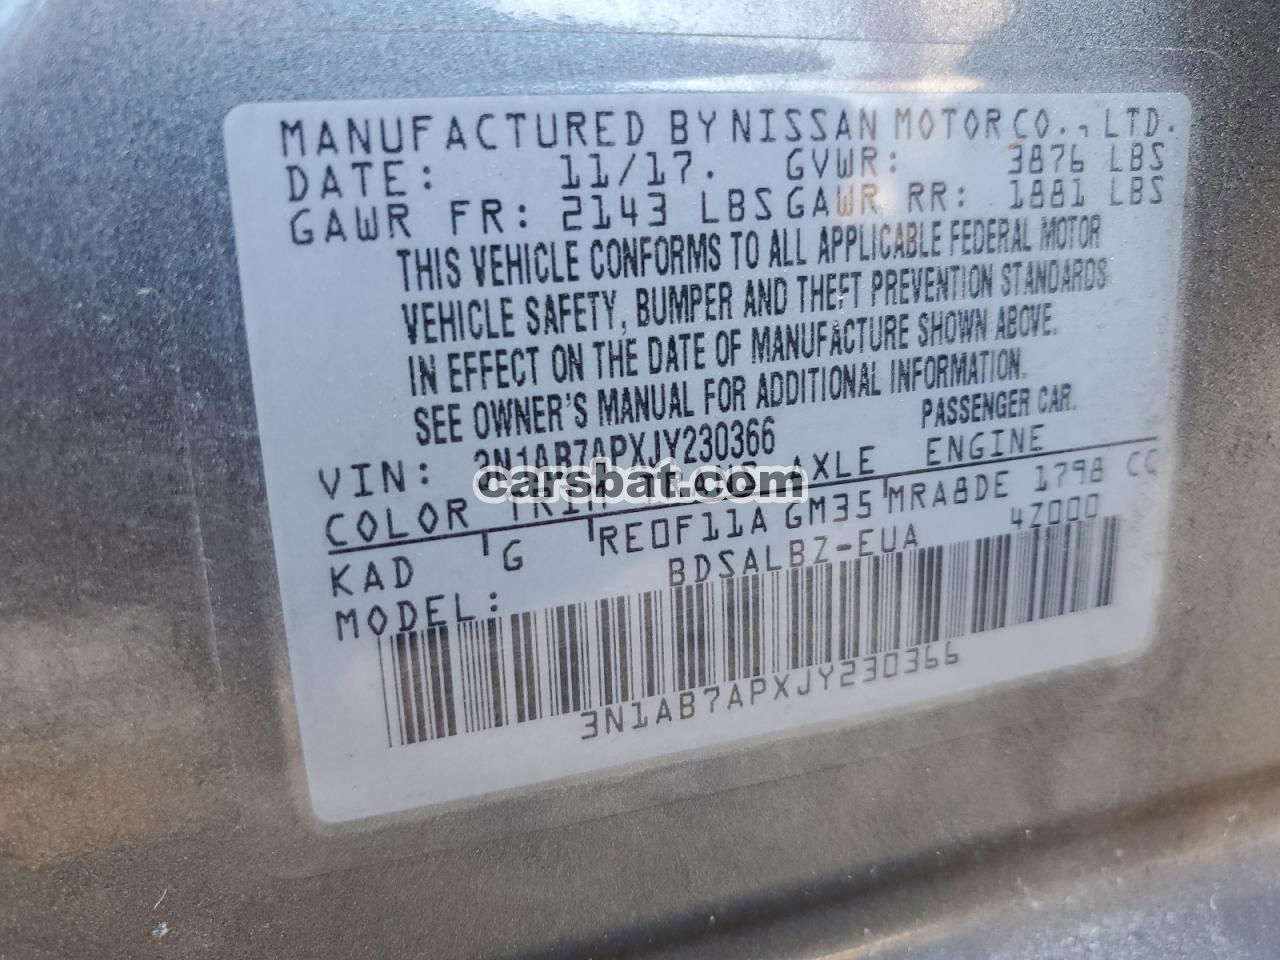 MANUFACTURED BY NISSAN MOTOR CO., LTD.
DATE: 11/17. GVWR: 3876 LBS
GAWR FR: 2143 LBS GAWR RR: 1881 LBS
THIS VEHICLE CONFORMS TO ALL APPLICABLE FEDERAL MOTOR
VEHICLE SAFETY, BUMPER AND THEFT PREVENTION STANDARDS
IN EFFECT ON THE DATE OF MANUFACTURE SHOWN ABOVE.
SEE OWNER'S MANUAL FOR ADDITIONAL INFORMATION.
VIN: 3N1AB7APXJY230366 PASSENGER CAR.
carsbat.com
COLOR TRIM TRANS AXLE ENGINE
KAD G RE0F11A GM35 MRA8DE 1798 CC
MODEL: BDSALBZ-EUA 4Z000
3N1AB7APXJY230366